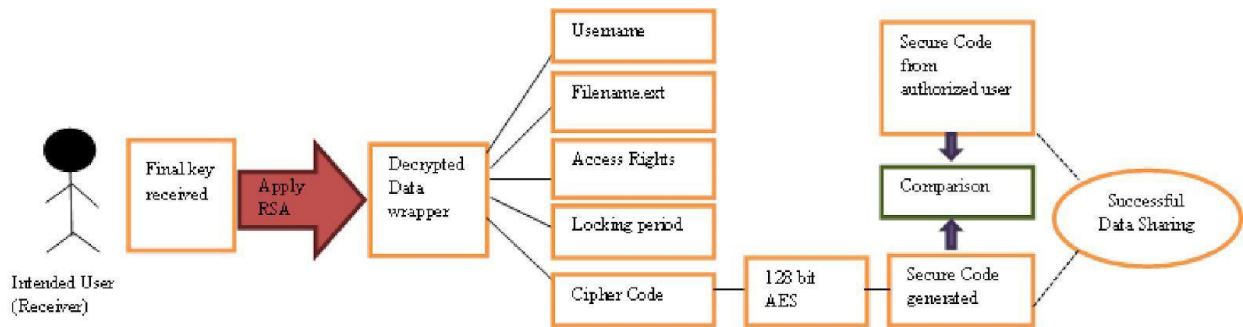 Intended User
(Receiver)
Final key
received
Apply
RSA
Decrypted
Data
wrapper
Username
Filename.ext
Access Rights
Locking period
Cipher Code
128 bit
AES
Secure Code
generated
Secure Code
from
authorized user
Comparison
Successful
Data Sharing